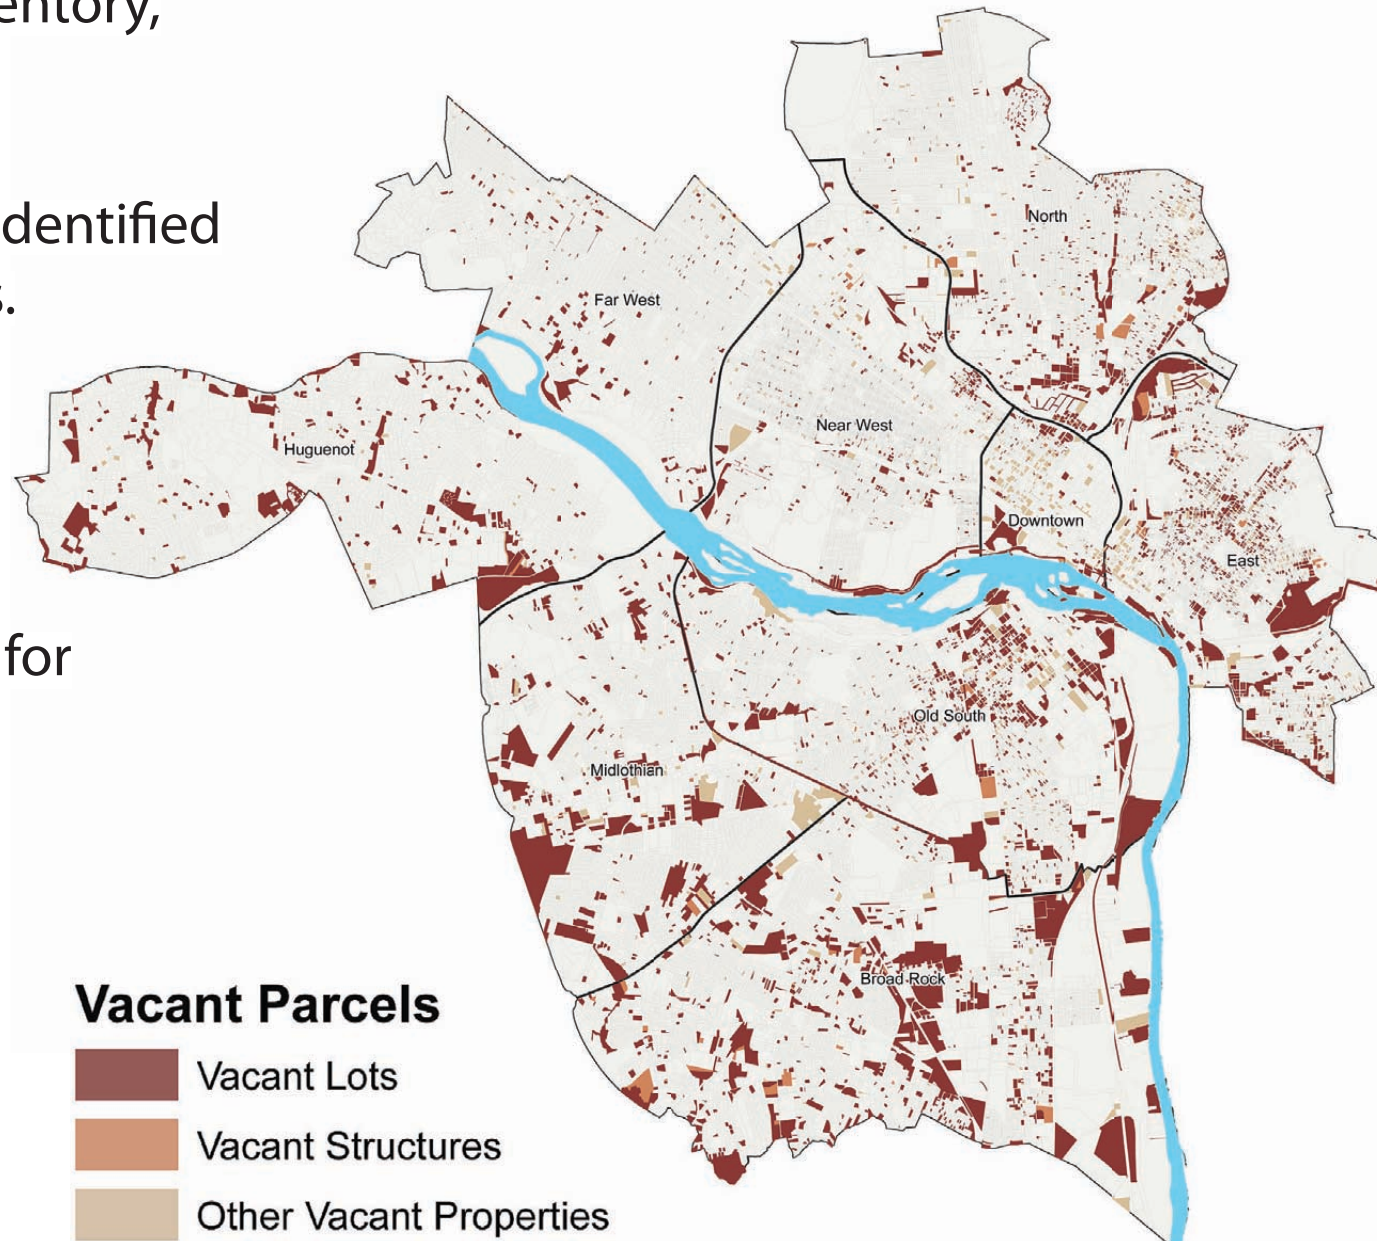 entory,
dentified
s.
for
North
Far West
Near West
Huguenot
Downtown
East
Old South
Midlothian
Broad Rock
Vacant Parcels
Vacant Lots
Vacant Structures
Other Vacant Properties